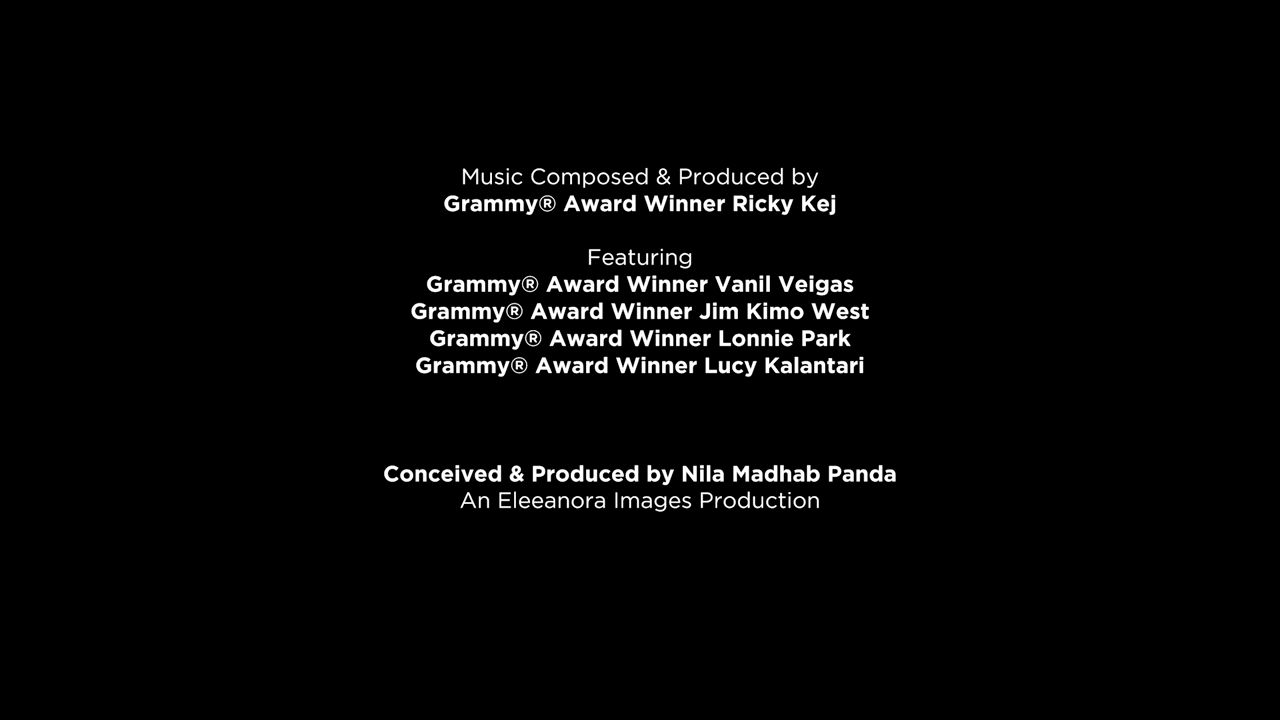 Music Composed & Produced by
Grammy® Award Winner Ricky Kej
Featuring
Grammy® Award Winner Vanil Veigas
Grammy® Award Winner Jim Kimo West
Grammy® Award Winner Lonnie Park
Grammy® Award Winner Lucy Kalantari
Conceived & Produced by Nila Madhab Panda
An Eleeanora Images Production